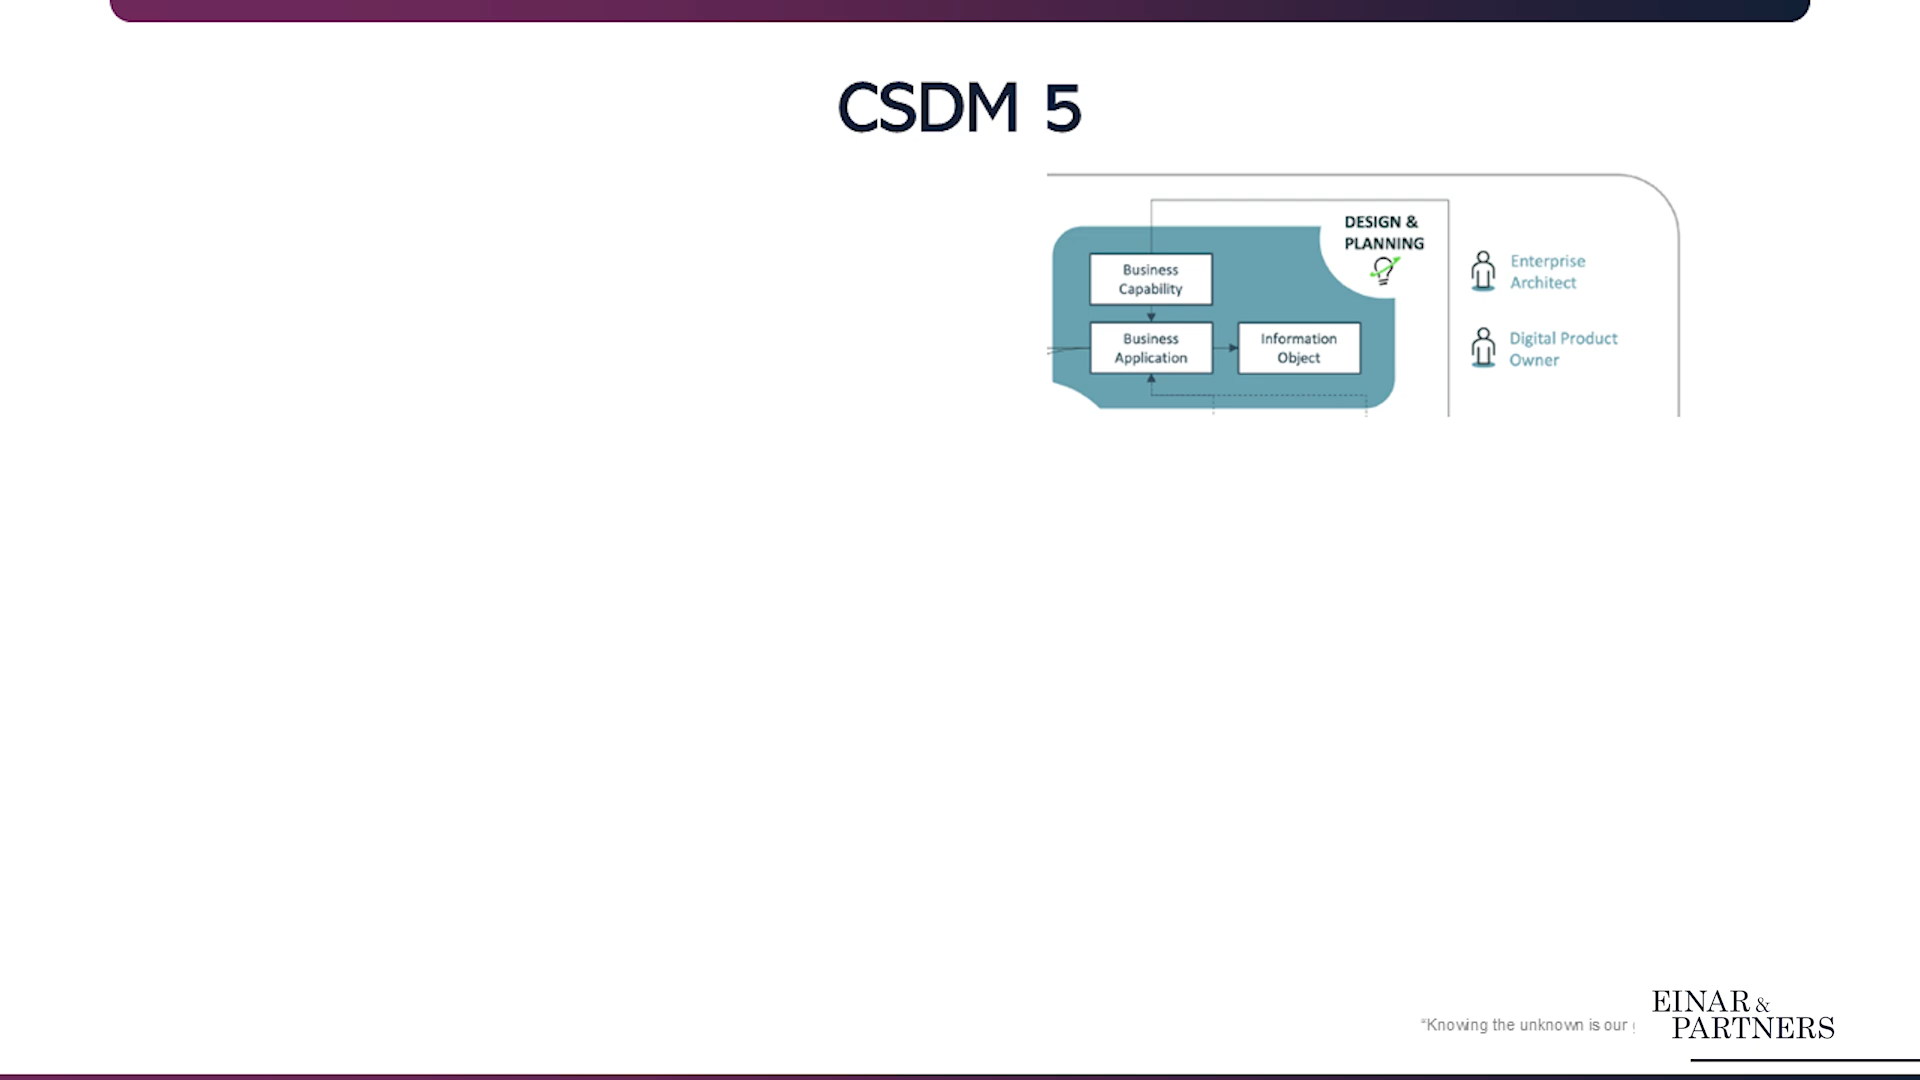 CSDM 5
DESIGN &
PLANNING
Business
Capability
Enterprise
Architect
Business
Application
Information
Object
Digital Product
Owner
“Knowing the unknown is our
EINAR &
PARTNERS